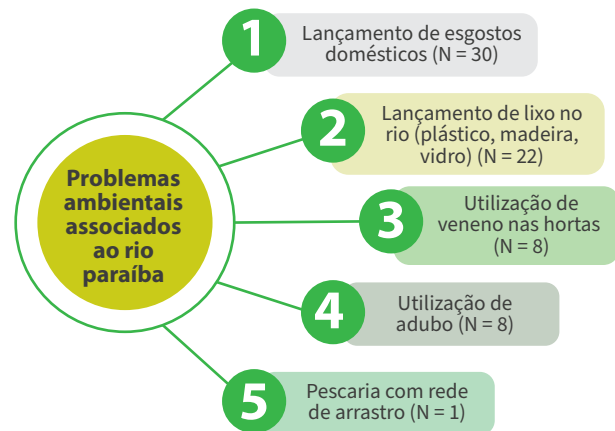 1
Lançamento de esgostos
domésticos (N = 30)
2
Lançamento de lixo no
rio (plástico, madeira,
vidro) (N = 22)
Problemas
ambientais
associados
ao rio
paraíba
3
Utilização de
veneno nas hortas
(N = 8)
4
Utilização de
adubo (N = 8)
5
Pescaria com rede
de arrastro (N = 1)